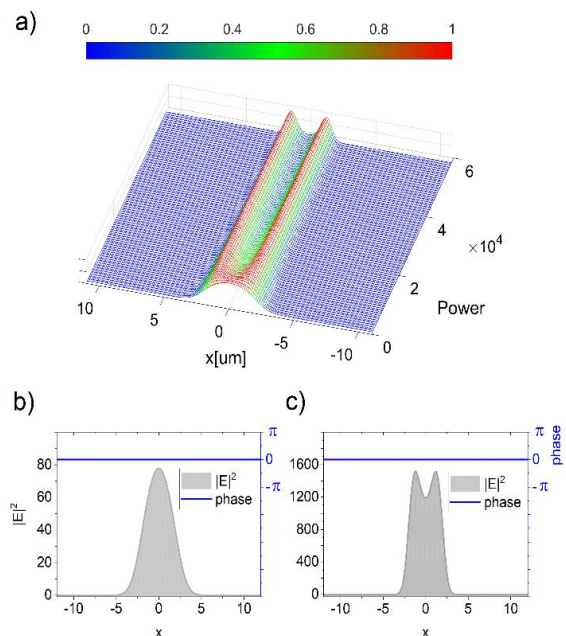 a)
0 0.2 0.4 0.6 0.8 1
6
4
×10⁴
2
Power
0
10 5 0 -5 -10
x[um]
b) c)
80
60
40
20
0
|E|²
|E|²
phase
π
0
-π
-10 -5 0 5 10
x
1600
1200
800
400
0
|E|²
phase
π
0
-π
phase
-10 -5 0 5 10
x